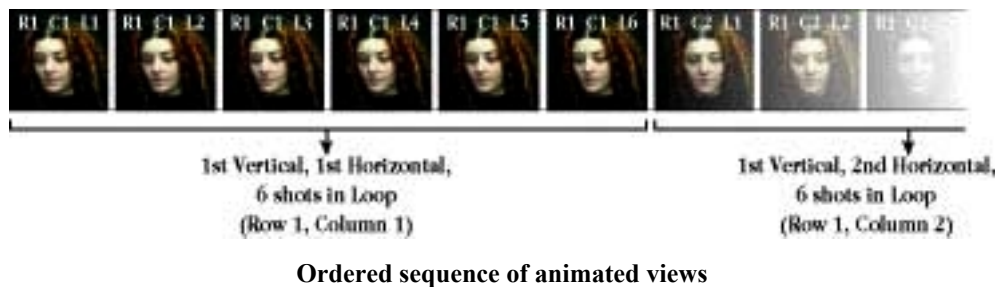 R1 C1 L1 R1 C1 L2 R1 C1 L3 R1 C1 L4 R1 C1 L5 R1 C1 L6 R1 C2 L1 R1 C2 L2 R1 C2
1st Vertical, 1st Horizontal,
6 shots in Loop
(Row 1, Column 1)
1st Vertical, 2nd Horizontal,
6 shots in Loop
(Row 1, Column 2)
Ordered sequence of animated views